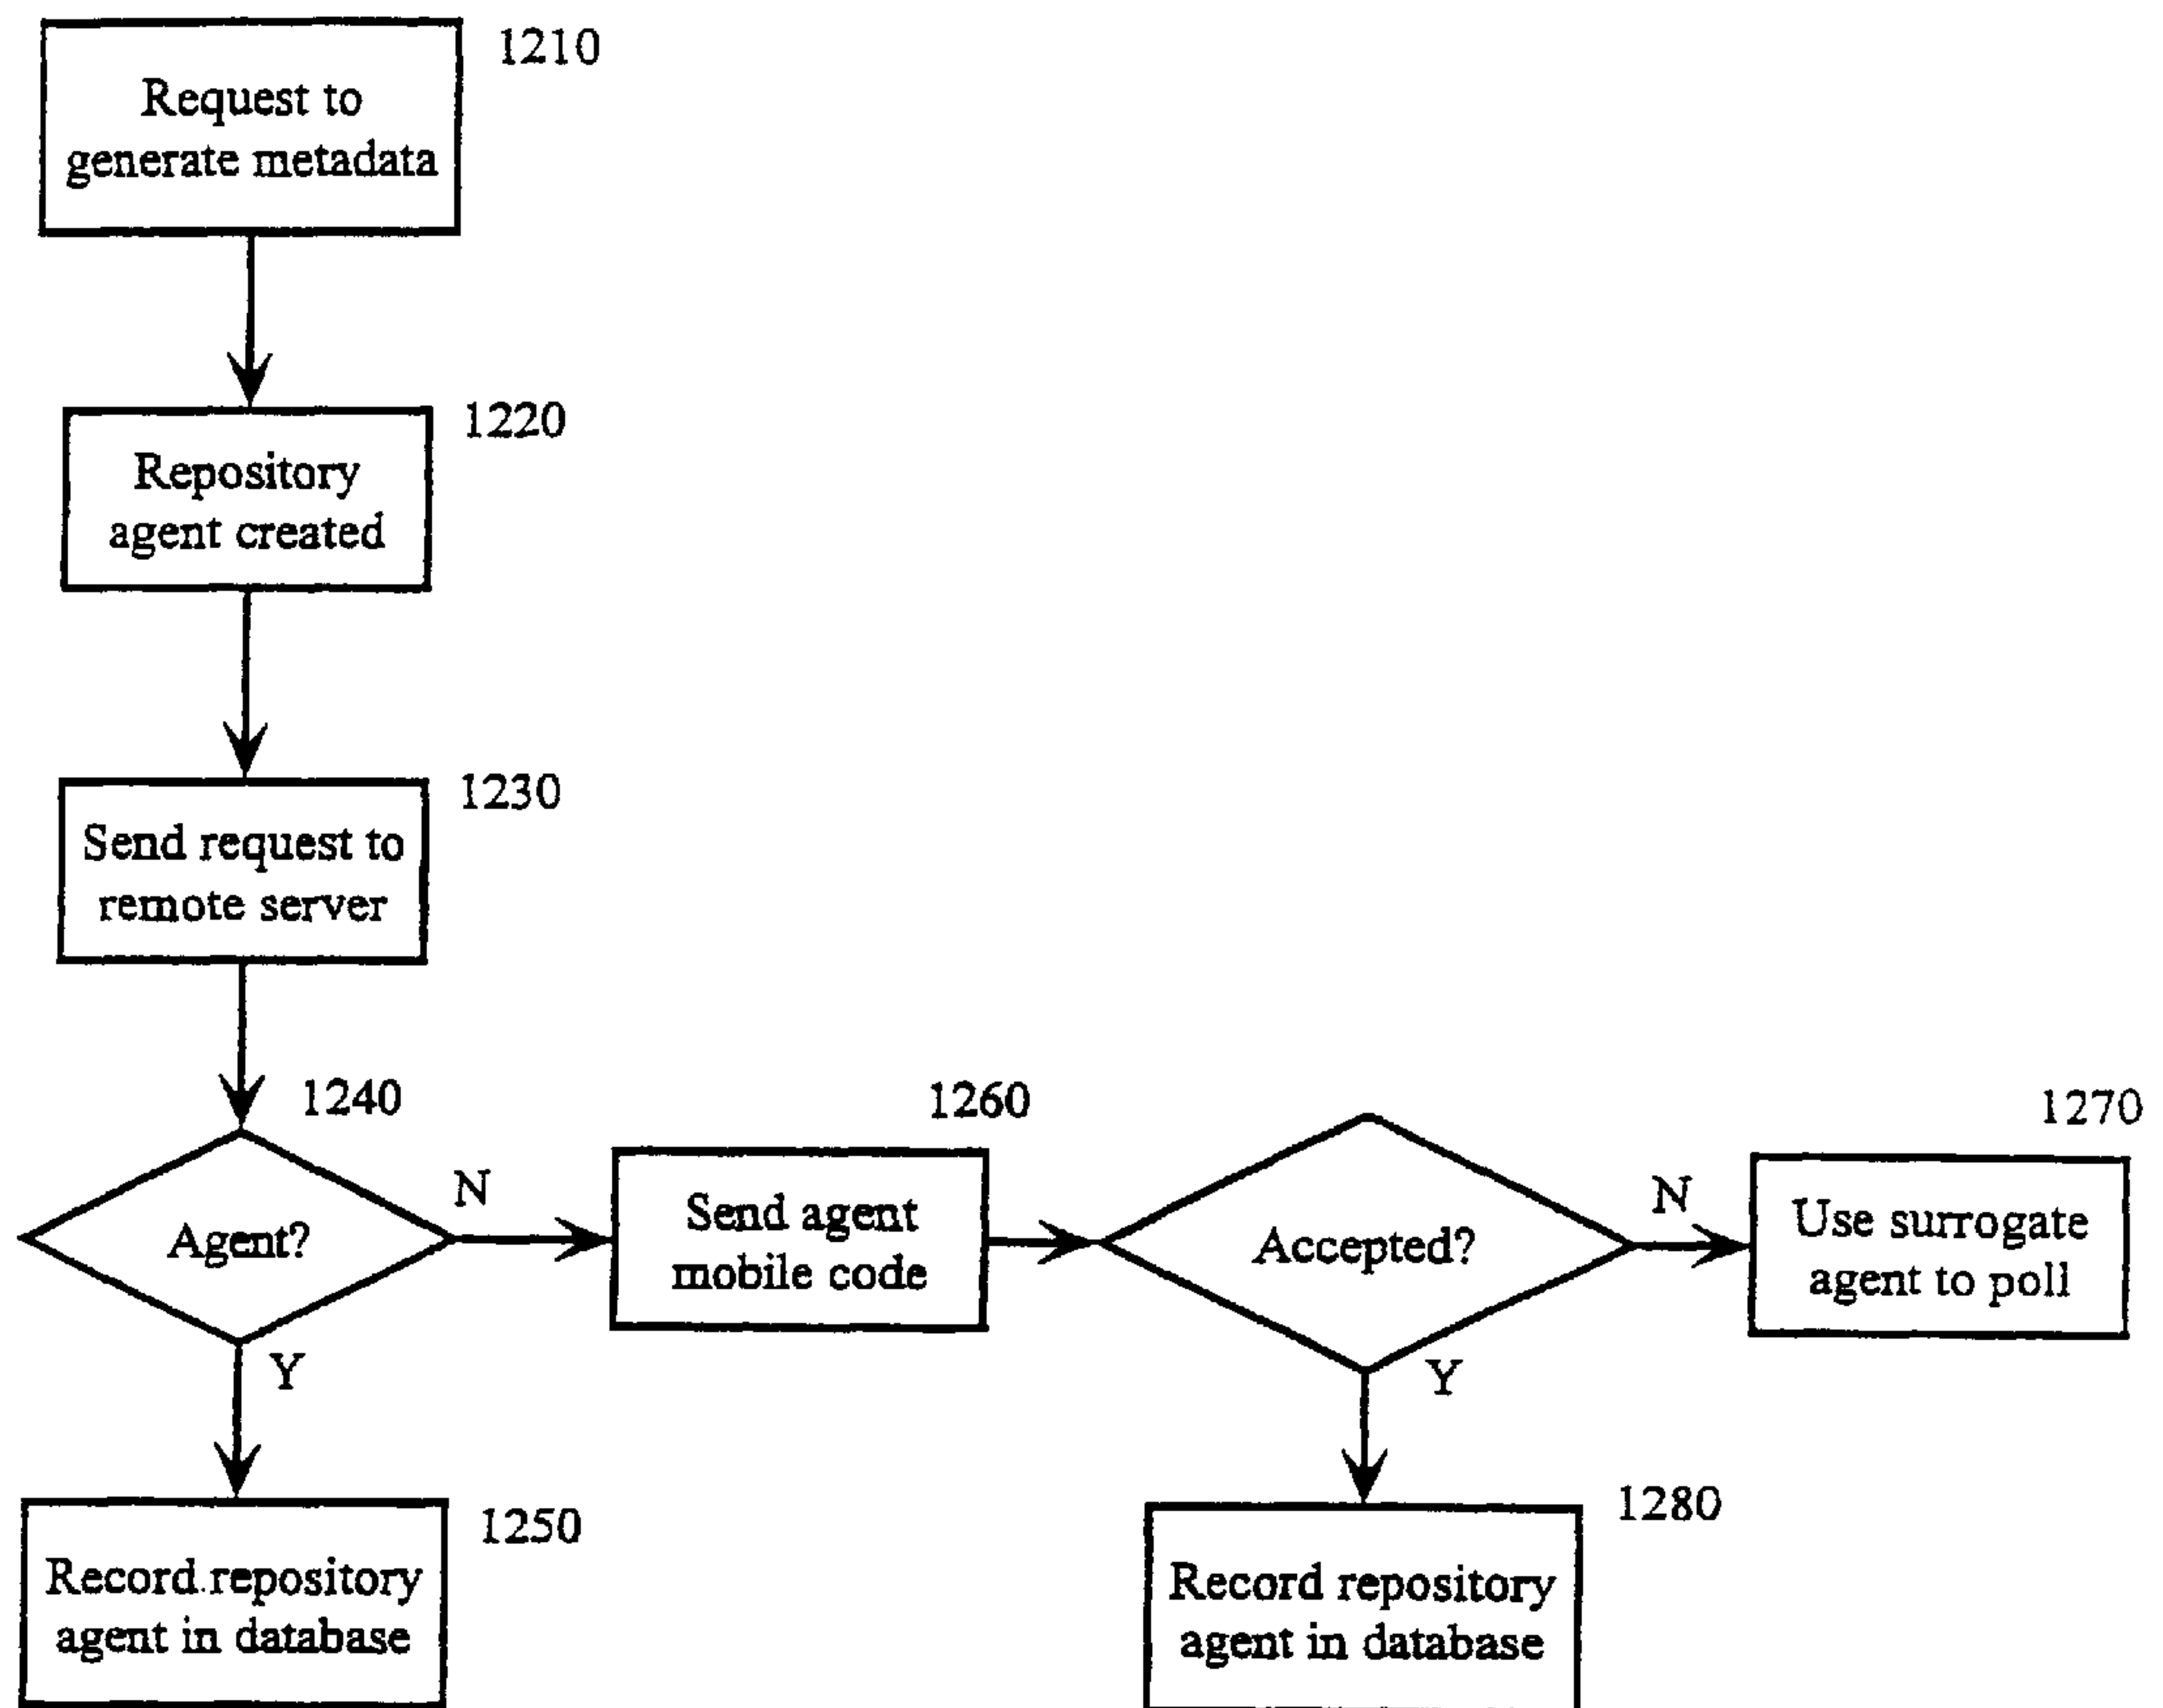 1210
Request to
generate metadata
1220
Repository
agent created
1230
Send request to
remote server
1240
Agent?
N
Y
1260
Send agent
mobile code
Accepted?
N
Y
1270
Use surrogate
agent to poll
1250
Record repository
agent in database
1280
Record repository
agent in database